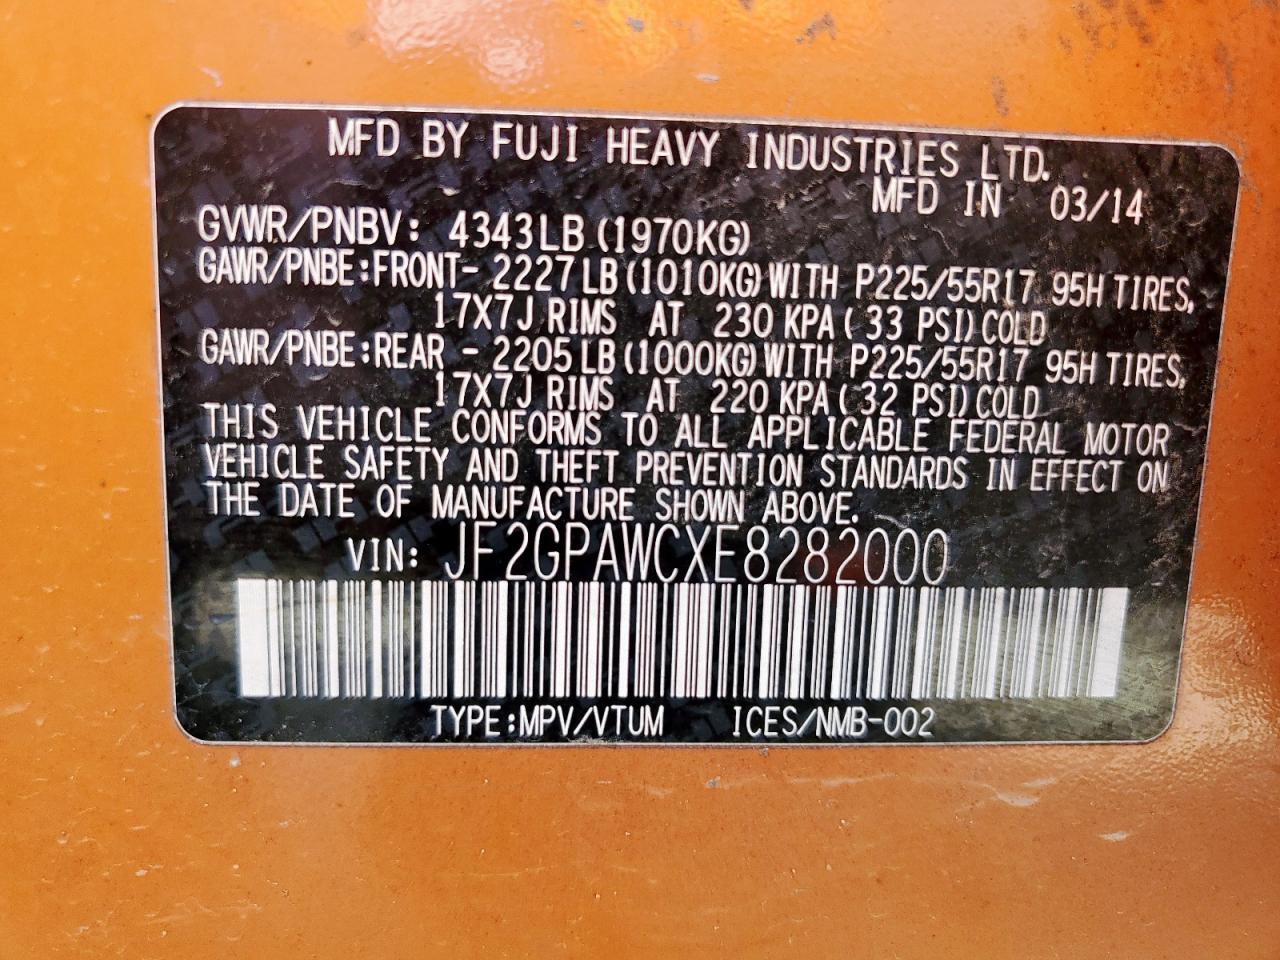 MFD BY FUJI HEAVY INDUSTRIES LTD.
MFD IN 03/14
GVWR/PNBV: 4343LB (1970KG)
GAWR/PNBE:FRONT- 2227LB (1010KG) WITH P225/55R17 95H TIRES,
17X7J RIMS AT 230 KPA ( 33 PSI) COLD
GAWR/PNBE:REAR - 2205LB (1000KG) WITH P225/55R17 95H TIRES,
17X7J RIMS AT 220 KPA ( 32 PSI) COLD
THIS VEHICLE CONFORMS TO ALL APPLICABLE FEDERAL MOTOR
VEHICLE SAFETY AND THEFT PREVENTION STANDARDS IN EFFECT ON
THE DATE OF MANUFACTURE SHOWN ABOVE.
VIN: JF2GPAWCXE8282000
TYPE:MPV/VTUM ICES/NMB-002